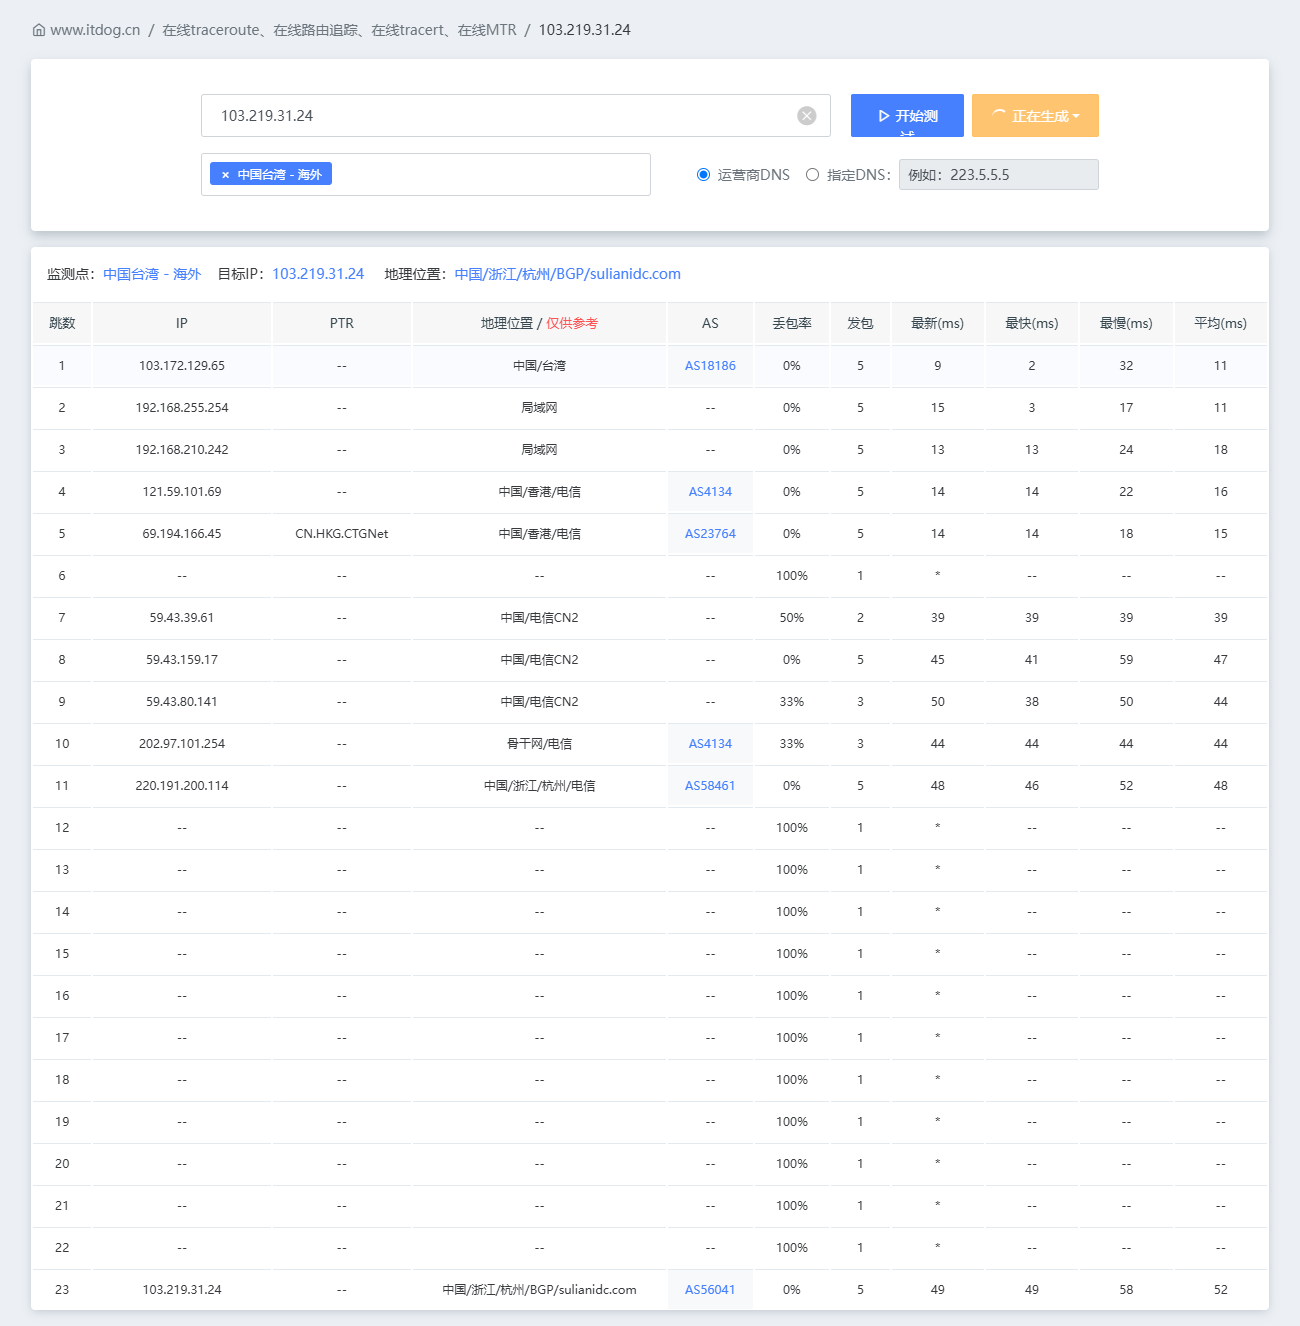 www.itdog.cn / 在线traceroute、在线路由追踪、在线tracert、在线MTR / 103.219.31.24
103.219.31.24 开始测 正在生成
× 中国台湾 - 海外 运营商DNS 指定DNS： 例如：223.5.5.5
监测点：中国台湾 - 海外 目标IP：103.219.31.24 地理位置：中国/浙江/杭州/BGP/sulianidc.com
跳数 IP PTR 地理位置 / 仅供参考 AS 丢包率 发包 最新(ms) 最快(ms) 最慢(ms) 平均(ms)
1 103.172.129.65 -- 中国/台湾 AS18186 0% 5 9 2 32 11
2 192.168.255.254 -- 局域网 -- 0% 5 15 3 17 11
3 192.168.210.242 -- 局域网 -- 0% 5 13 13 24 18
4 121.59.101.69 -- 中国/香港/电信 AS4134 0% 5 14 14 22 16
5 69.194.166.45 CN.HKG.CTGNet 中国/香港/电信 AS23764 0% 5 14 14 18 15
6 -- -- -- -- 100% 1 * -- -- --
7 59.43.39.61 -- 中国/电信CN2 -- 50% 2 39 39 39 39
8 59.43.159.17 -- 中国/电信CN2 -- 0% 5 45 41 59 47
9 59.43.80.141 -- 中国/电信CN2 -- 33% 3 50 38 50 44
10 202.97.101.254 -- 骨干网/电信 AS4134 33% 3 44 44 44 44
11 220.191.200.114 -- 中国/浙江/杭州/电信 AS58461 0% 5 48 46 52 48
12 -- -- -- -- 100% 1 * -- -- --
13 -- -- -- -- 100% 1 * -- -- --
14 -- -- -- -- 100% 1 * -- -- --
15 -- -- -- -- 100% 1 * -- -- --
16 -- -- -- -- 100% 1 * -- -- --
17 -- -- -- -- 100% 1 * -- -- --
18 -- -- -- -- 100% 1 * -- -- --
19 -- -- -- -- 100% 1 * -- -- --
20 -- -- -- -- 100% 1 * -- -- --
21 -- -- -- -- 100% 1 * -- -- --
22 -- -- -- -- 100% 1 * -- -- --
23 103.219.31.24 -- 中国/浙江/杭州/BGP/sulianidc.com AS56041 0% 5 49 49 58 52